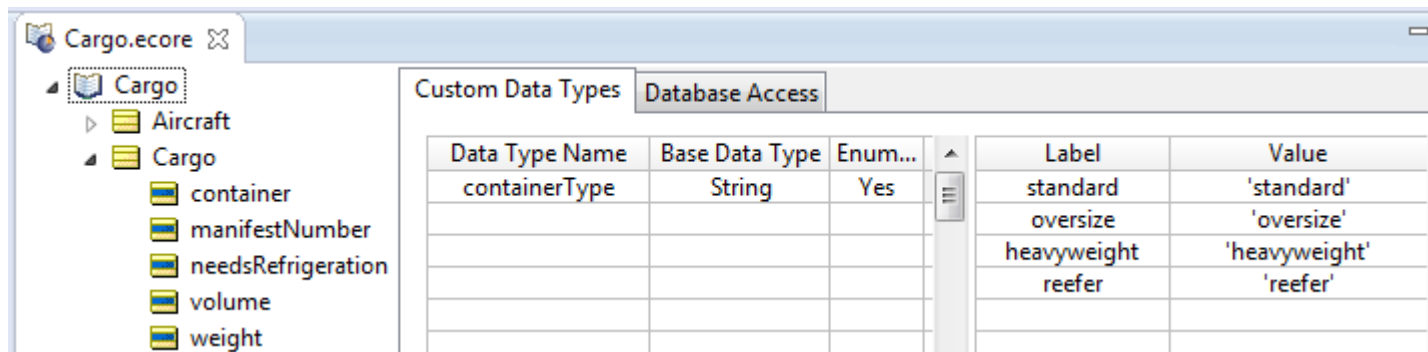 Cargo.ecore
Cargo
Aircraft
Cargo
container
manifestNumber
needsRefrigeration
volume
weight
Custom Data Types Database Access
Data Type Name Base Data Type Enum... Label Value
containerType String Yes standard 'standard'
oversize 'oversize'
heavyweight 'heavyweight'
reefer 'reefer'